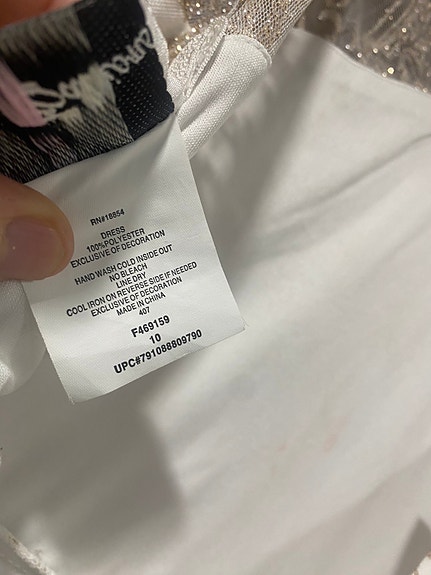 RN#18854
DRESS
100%POLYESTER
EXCLUSIVE OF DECORATION
HAND WASH COLD INSIDE OUT
NO BLEACH
LINE DRY
COOL IRON ON REVERSE SIDE IF NEEDED
EXCLUSIVE OF DECORATION
MADE IN CHINA
407
F469159
10
UPC#791088809790